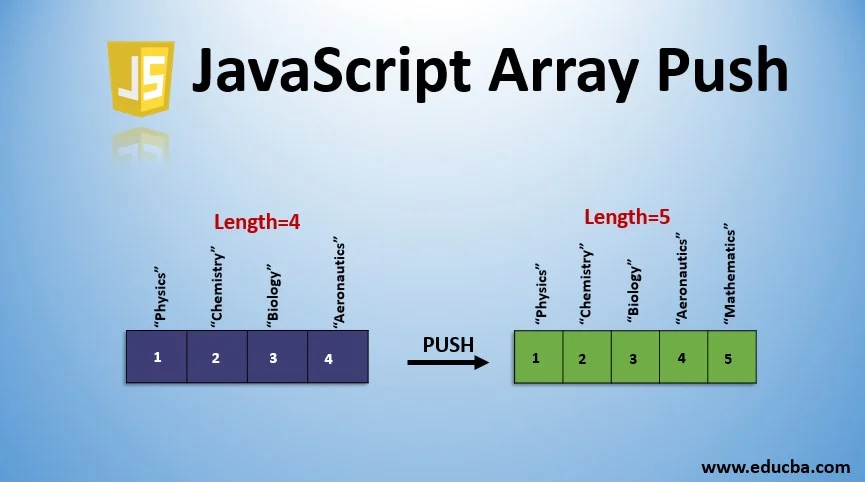 JS
JavaScript Array Push
Length=4
“Physics”
“Chemistry”
“Biology”
“Aeronautics”
1 2 3 4
PUSH
Length=5
“Physics”
“Chemistry”
“Biology”
“Aeronautics”
“Mathematics”
1 2 3 4 5
www.educba.com